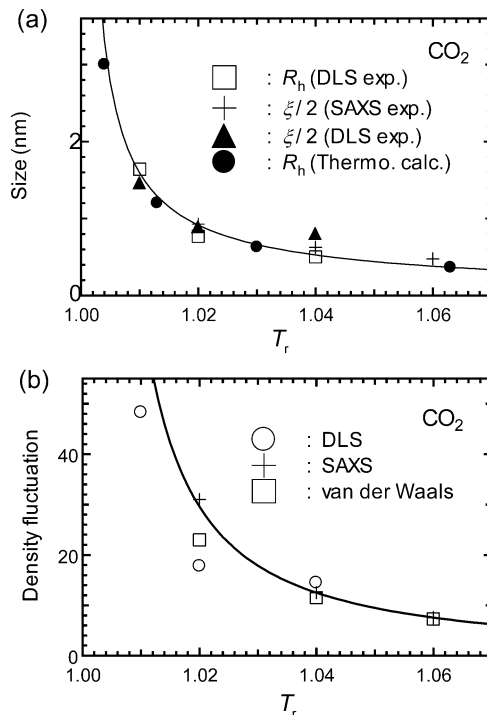 (a)
CO₂
: Rh (DLS exp.)
: ξ/2 (SAXS exp.)
: ξ/2 (DLS exp.)
: Rh (Thermo. calc.)
Size (nm)
2
0
1.00 1.02 1.04 1.06
Tr
(b)
CO₂
: DLS
: SAXS
: van der Waals
Density fluctuation
40
20
0
1.00 1.02 1.04 1.06
Tr